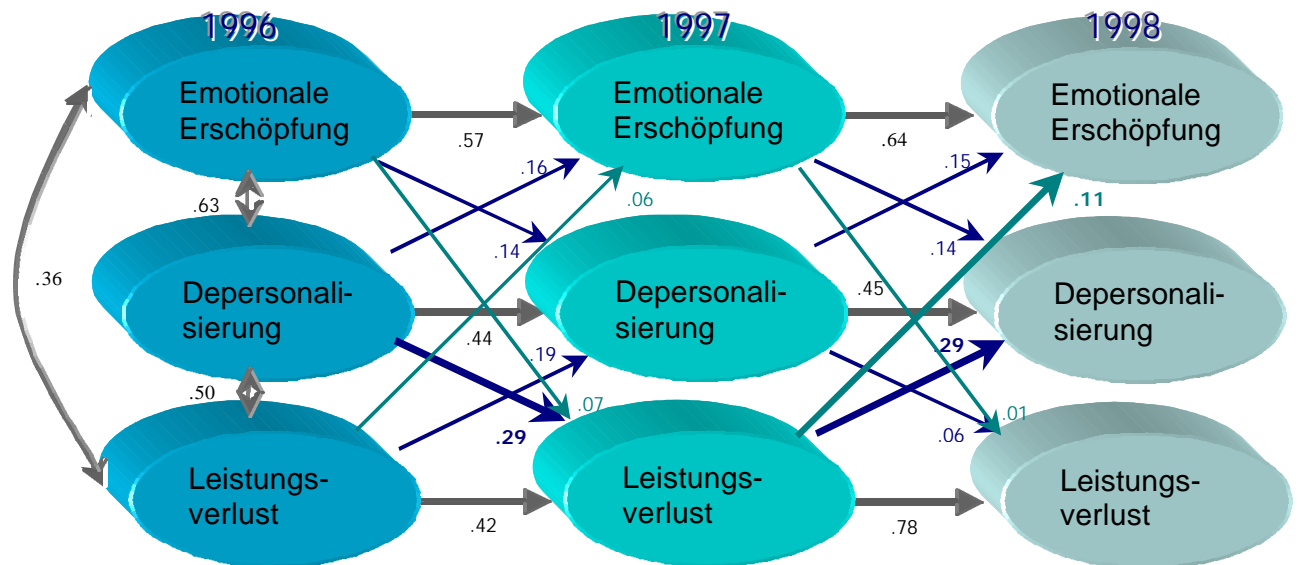 1996
1997
1998
Emotionale
Erschöpfung
Emotionale
Erschöpfung
Emotionale
Erschöpfung
.57
.64
.16
.15
.63
.06
.11
.14
.14
.36
Depersonali-
sierung
Depersonali-
sierung
Depersonali-
sierung
.45
.44
.19
.29
.50
.07
.29
.01
.06
Leistungs-
verlust
Leistungs-
verlust
Leistungs-
verlust
.42
.78